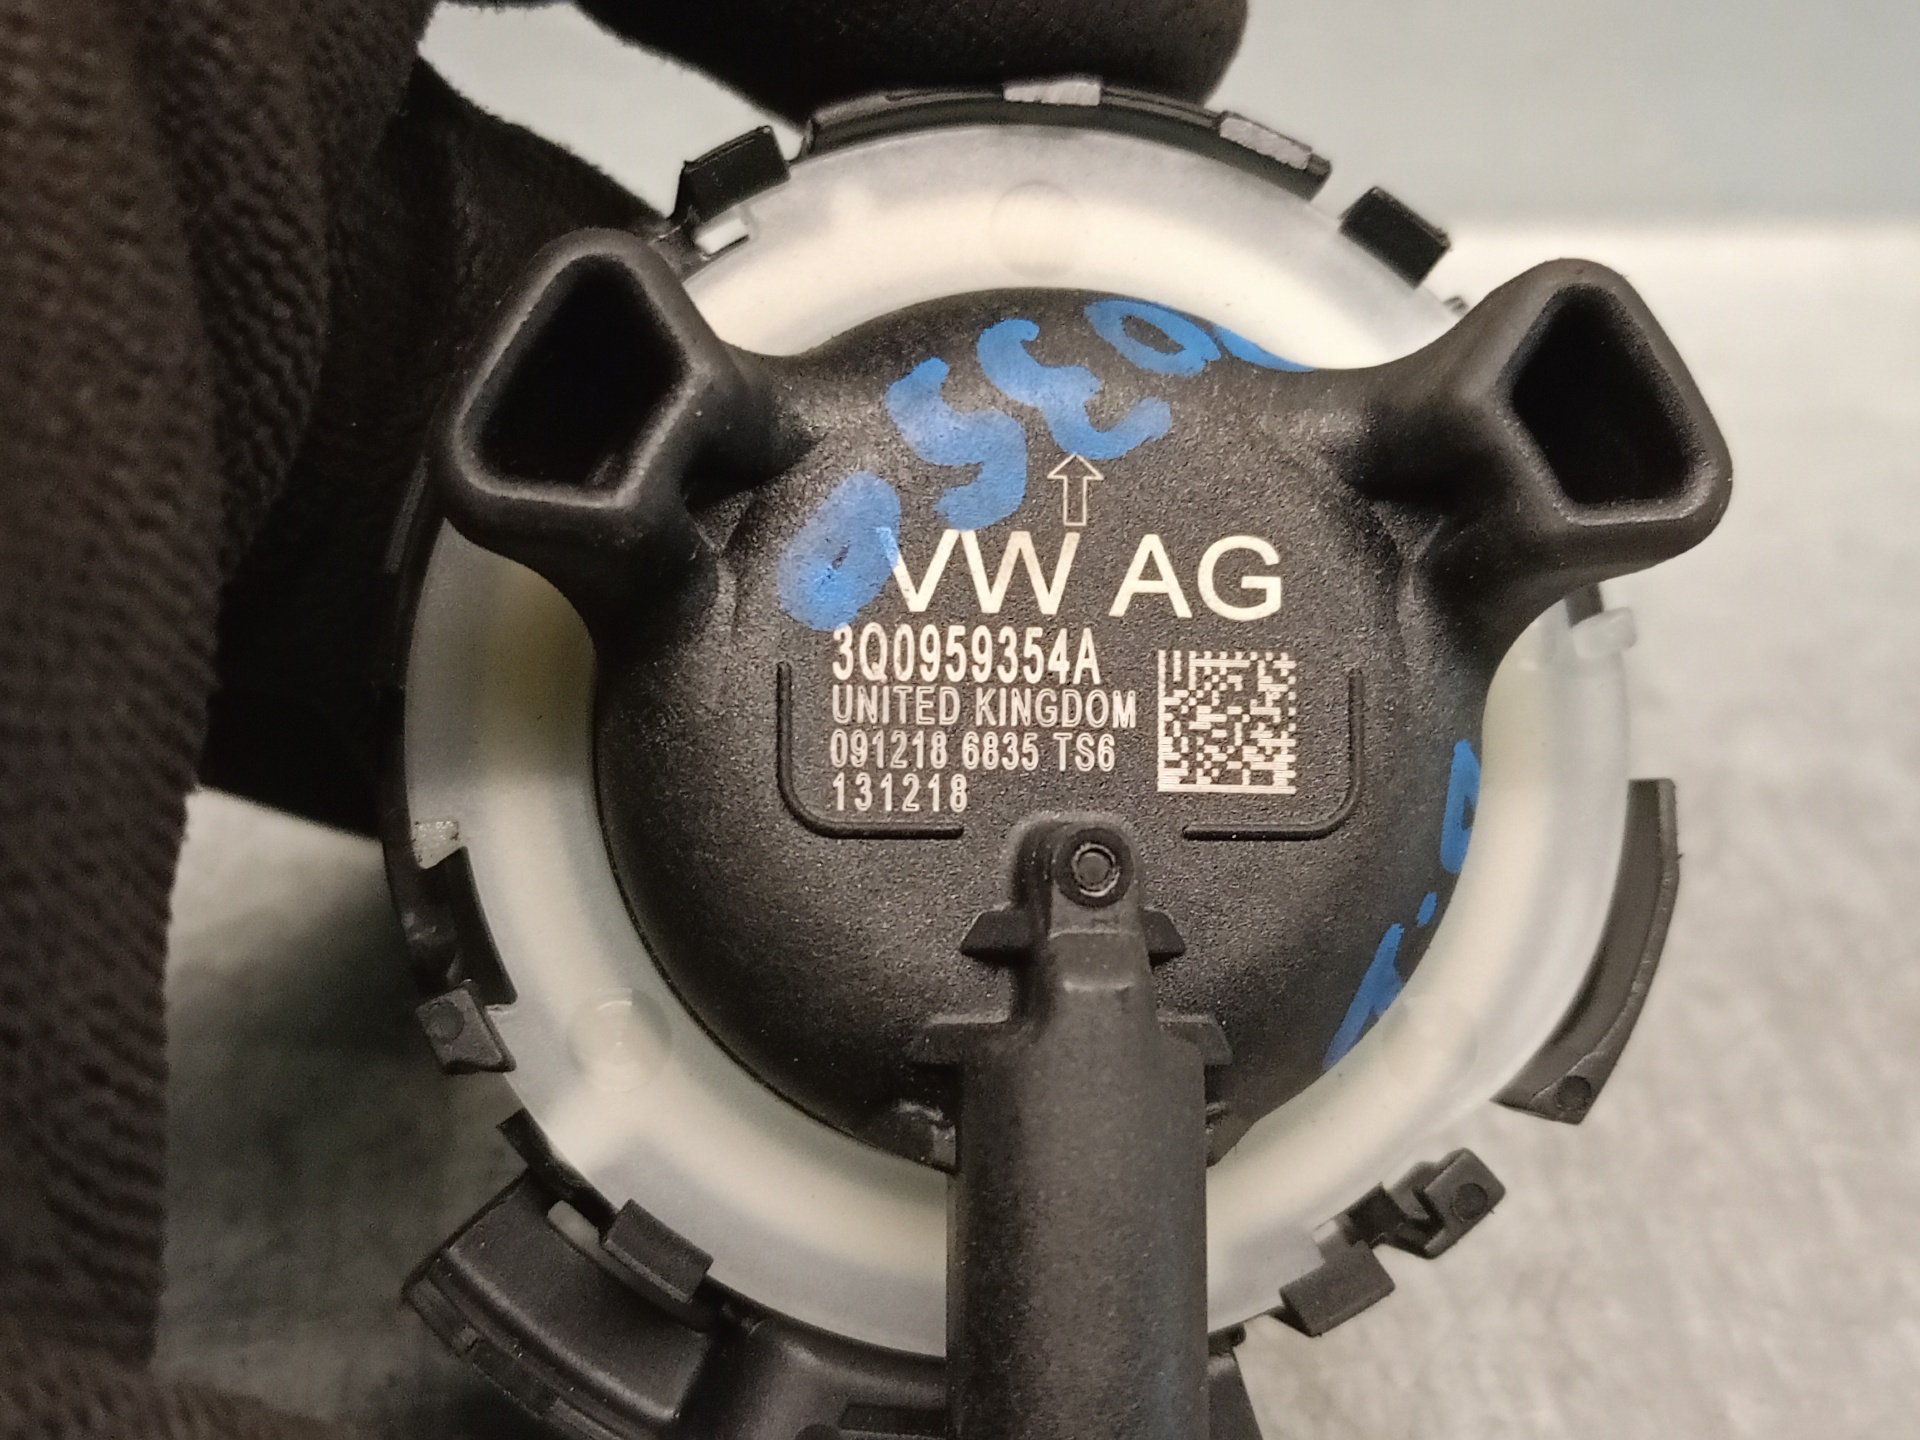 VW AG
3Q0959354A
UNITED KINGDOM
091218 6835 TS6
131218